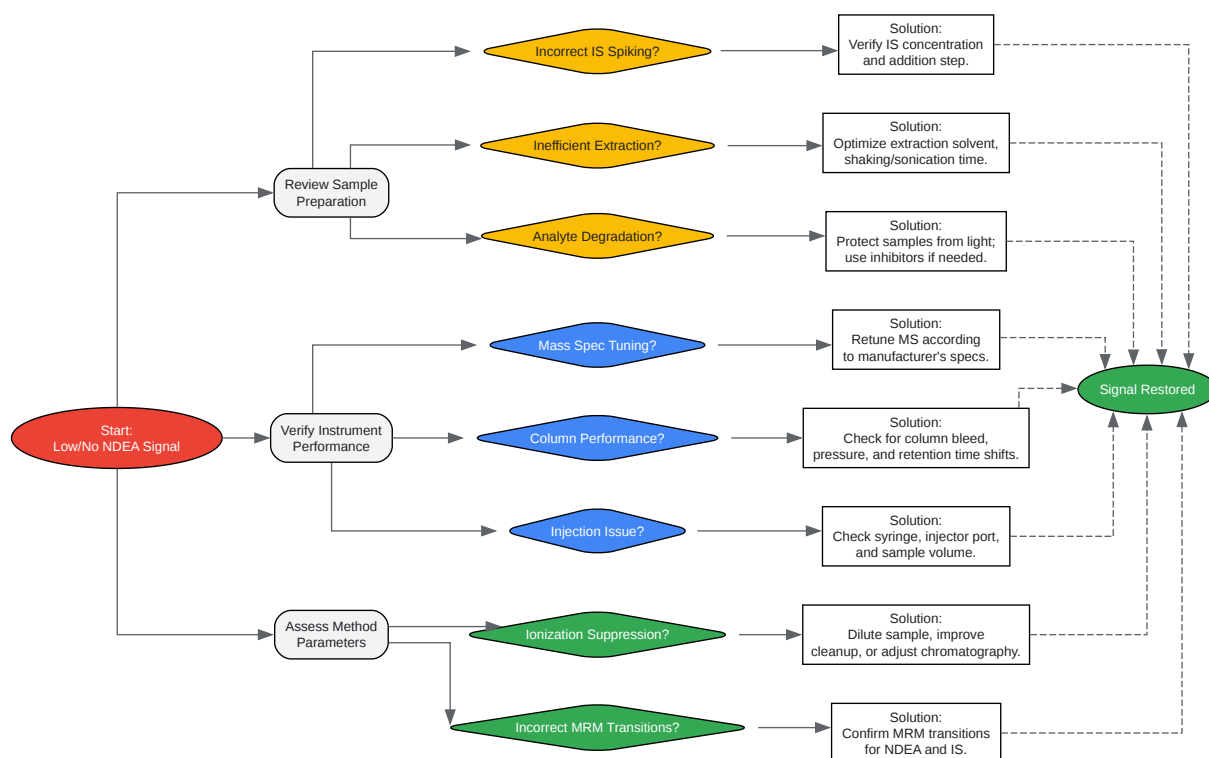 Incorrect IS Spiking?
Solution:
Verify IS concentration
and addition step.
Inefficient Extraction?
Solution:
Optimize extraction solvent,
shaking/sonication time.
Review Sample
Preparation
Analyte Degradation?
Solution:
Protect samples from light;
use inhibitors if needed.
Mass Spec Tuning?
Solution:
Retune MS according
to manufacturer's specs.
Signal Restored
Start:
Low/No NDEA Signal
Verify Instrument
Performance
Column Performance?
Solution:
Check for column bleed,
pressure, and retention time shifts.
Injection Issue?
Solution:
Check syringe, injector port,
and sample volume.
Assess Method
Parameters
Ionization Suppression?
Solution:
Dilute sample, improve
cleanup, or adjust chromatography.
Incorrect MRM Transitions?
Solution:
Confirm MRM transitions
for NDEA and IS.